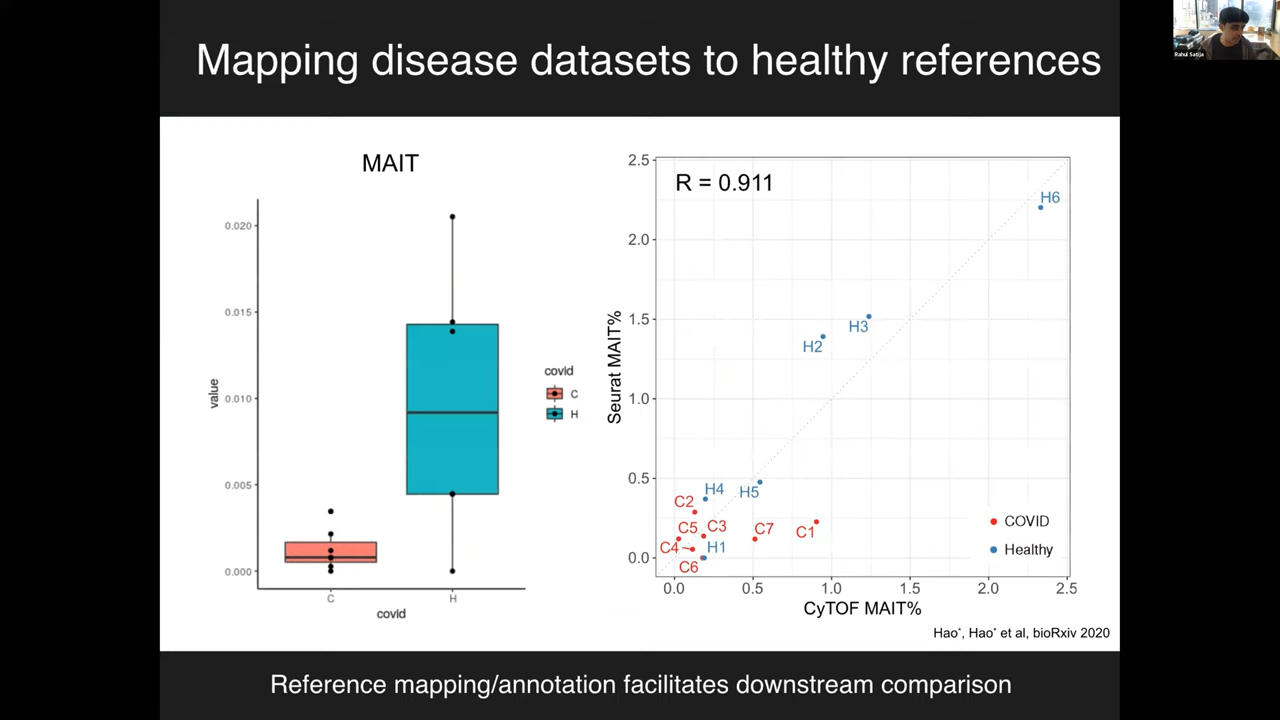 Mapping disease datasets to healthy references
Rahul Satija
MAIT
0.020
0.015
0.010
0.005
0.000
value
C
H
covid
covid
C
H
R = 0.911
2.5
2.0
1.5
1.0
0.5
0.0
Seurat MAIT%
H6
H3
H2
H4
H5
C2
C5
C3
C7
C1
C4
H1
C6
COVID
Healthy
0.0
0.5
1.0
1.5
2.0
2.5
CyTOF MAIT%
Hao*, Hao* et al, bioRxiv 2020
Reference mapping/annotation facilitates downstream comparison